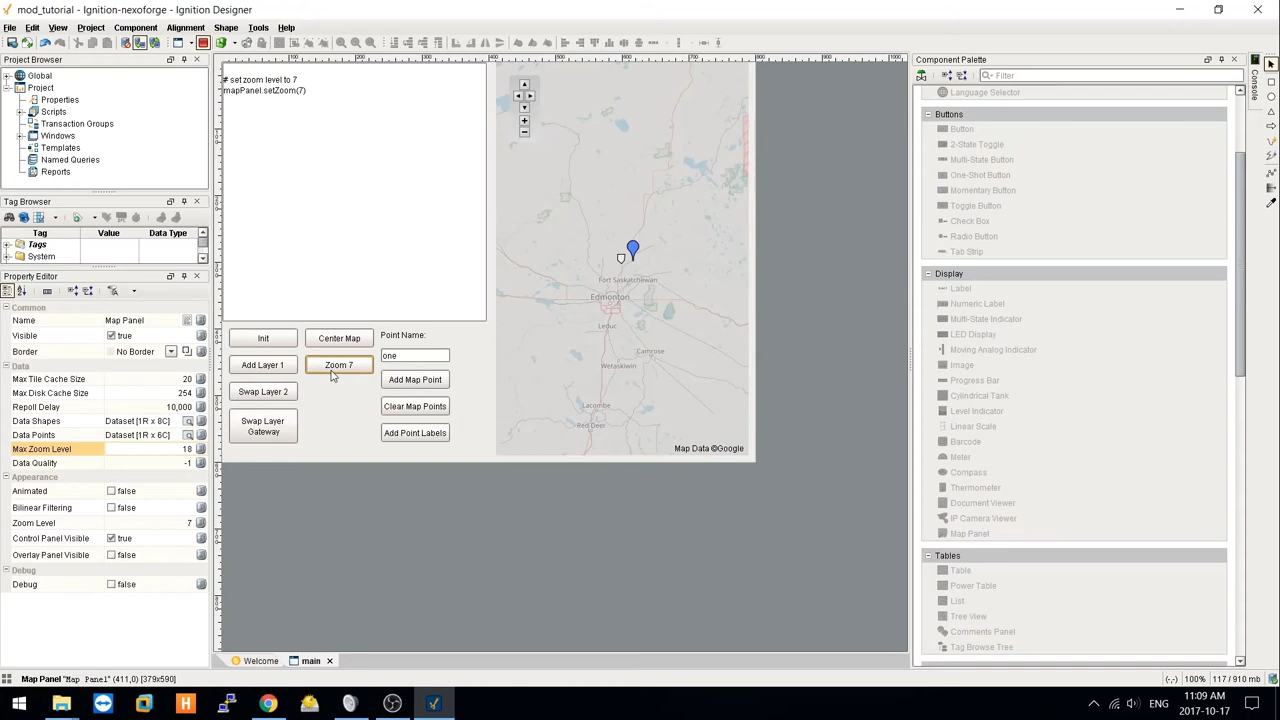 mod_tutorial - Ignition-nexoforge - Ignition Designer
File Edit View Project Component Alignment Shape Tools Help
Project Browser
Global
Project
Properties
Scripts
Transaction Groups
Windows
Templates
Named Queries
Reports
Tag Browser
Tag Value Data Type
Tags
System
Property Editor
Common
Name Map Panel
Visible true
Border No Border
Data
Max Tile Cache Size 20
Max Disk Cache Size 254
Repoll Delay 10,000
Data Shapes Dataset [1R x 8C]
Data Points Dataset [1R x 6C]
Max Zoom Level 18
Data Quality -1
Appearance
Animated false
Bilinear Filtering false
Zoom Level 7
Control Panel Visible true
Overlay Panel Visible false
Debug
Debug false
# set zoom level to 7
mapPanel.setZoom(7)
Init
Center Map
Point Name:
one
Add Layer 1
Zoom 7
Add Map Point
Swap Layer 2
Clear Map Points
Swap Layer
Gateway
Add Point Labels
Fort Saskatchewan
Edmonton
Leduc
Camrose
Wetaskiwin
Lacombe
Red Deer
Map Data ©Google
Component Palette
Filter
Console
Language Selector
Buttons
Button
2-State Toggle
Multi-State Button
One-Shot Button
Momentary Button
Toggle Button
Check Box
Radio Button
Tab Strip
Display
Label
Numeric Label
Multi-State Indicator
LED Display
Moving Analog Indicator
Image
Progress Bar
Cylindrical Tank
Level Indicator
Linear Scale
Barcode
Meter
Compass
Thermometer
Document Viewer
IP Camera Viewer
Map Panel
Tables
Table
Power Table
List
Tree View
Comments Panel
Tag Browse Tree
Welcome
main
Map Panel "Map Panel" (411,0) [379x590]
100%
117 / 910 mb
11:09 AM
2017-10-17